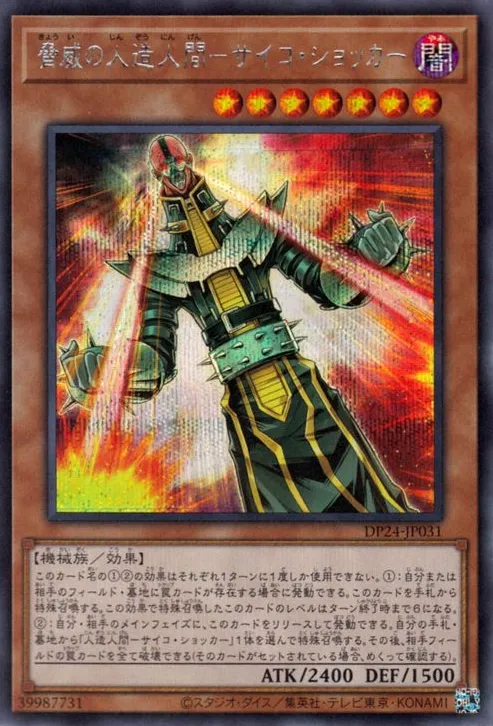 脅威の人造人間－サイコ・ショッカー
闇
DP24-JP031
【機械族／効果】
このカード名の①②の効果はそれぞれ1ターンに1度しか使用できない。①：自分または
相手のフィールド・墓地に罠カードが存在する場合に発動できる。このカードを手札から
特殊召喚する。この効果で特殊召喚したこのカードのレベルはターン終了時まで６になる。
②：自分・相手のメインフェイズに、このカードをリリースして発動できる。自分の手札・
墓地から「人造人間－サイコ・ショッカー」１体を選んで特殊召喚する。その後、相手フィー
ルドの罠カードを全て破壊できる(そのカードがセットされている場合、めくって確認する)。
ATK/2400 DEF/1500
39987731 ©スタジオ・ダイス／集英社・テレビ東京・KONAMI